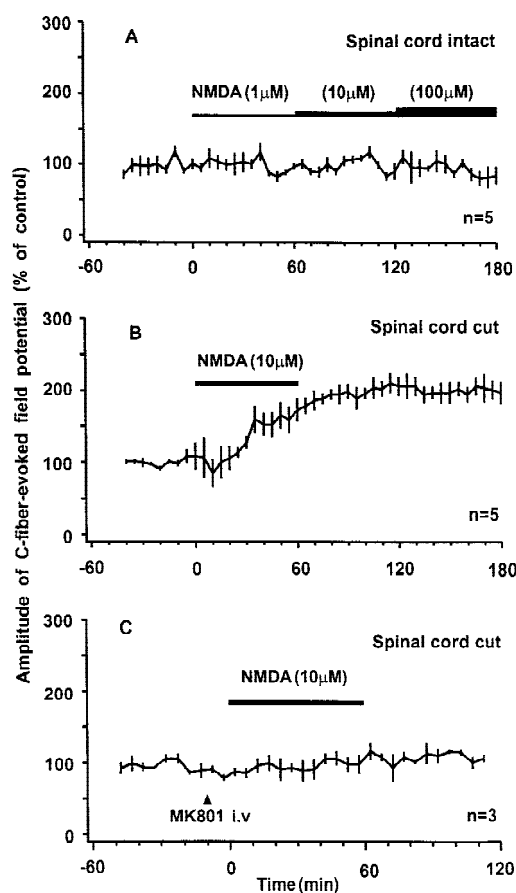 Amplitude of C-fiber-evoked field potential (% of control)
A
Spinal cord intact
NMDA (1μM) (10μM) (100μM)
300
200
100
0
n=5
-60 0 60 120 180
B
Spinal cord cut
NMDA (10μM)
300
200
100
0
n=5
-60 0 60 120 180
C
Spinal cord cut
NMDA (10μM)
300
200
100
0
MK801 i.v
n=3
-60 0 60 120
Time (min)